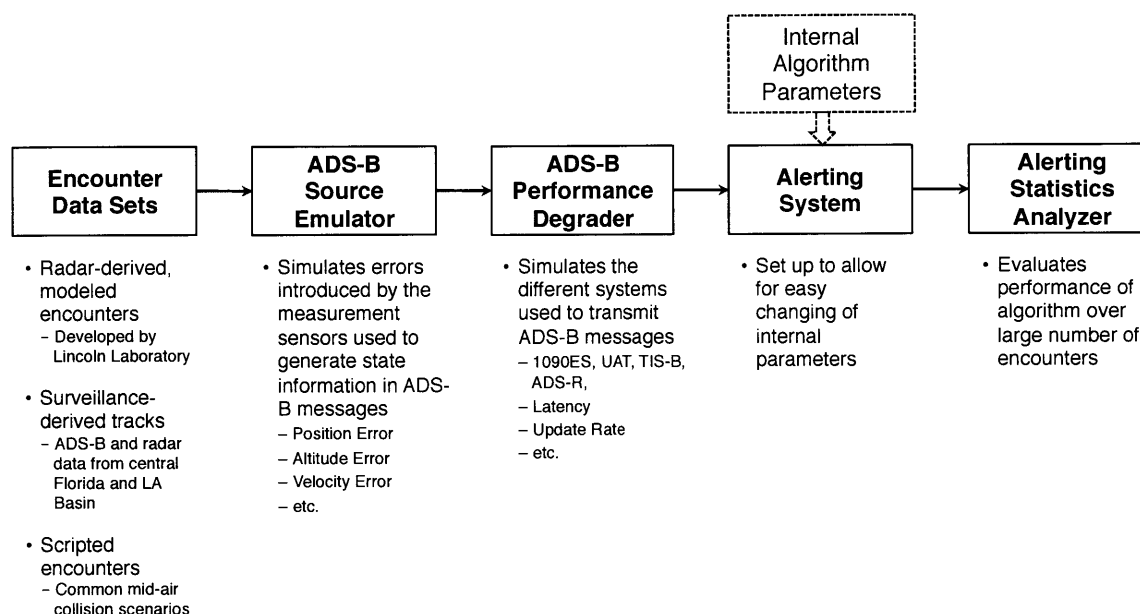 Internal
Algorithm
Parameters
Encounter
Data Sets
ADS-B
Source
Emulator
ADS-B
Performance
Degrader
Alerting
System
Alerting
Statistics
Analyzer
• Radar-derived,
modeled
encounters
– Developed by
Lincoln Laboratory
• Surveillance-
derived tracks
– ADS-B and radar
data from central
Florida and LA
Basin
• Scripted
encounters
– Common mid-air
collision scenarios
• Simulates errors
introduced by the
measurement
sensors used to
generate state
information in ADS-
B messages
– Position Error
– Altitude Error
– Velocity Error
– etc.
• Simulates the
different systems
used to transmit
ADS-B messages
– 1090ES, UAT, TIS-B,
ADS-R,
– Latency
– Update Rate
– etc.
• Set up to allow
for easy
changing of
internal
parameters
• Evaluates
performance of
algorithm over
large number of
encounters